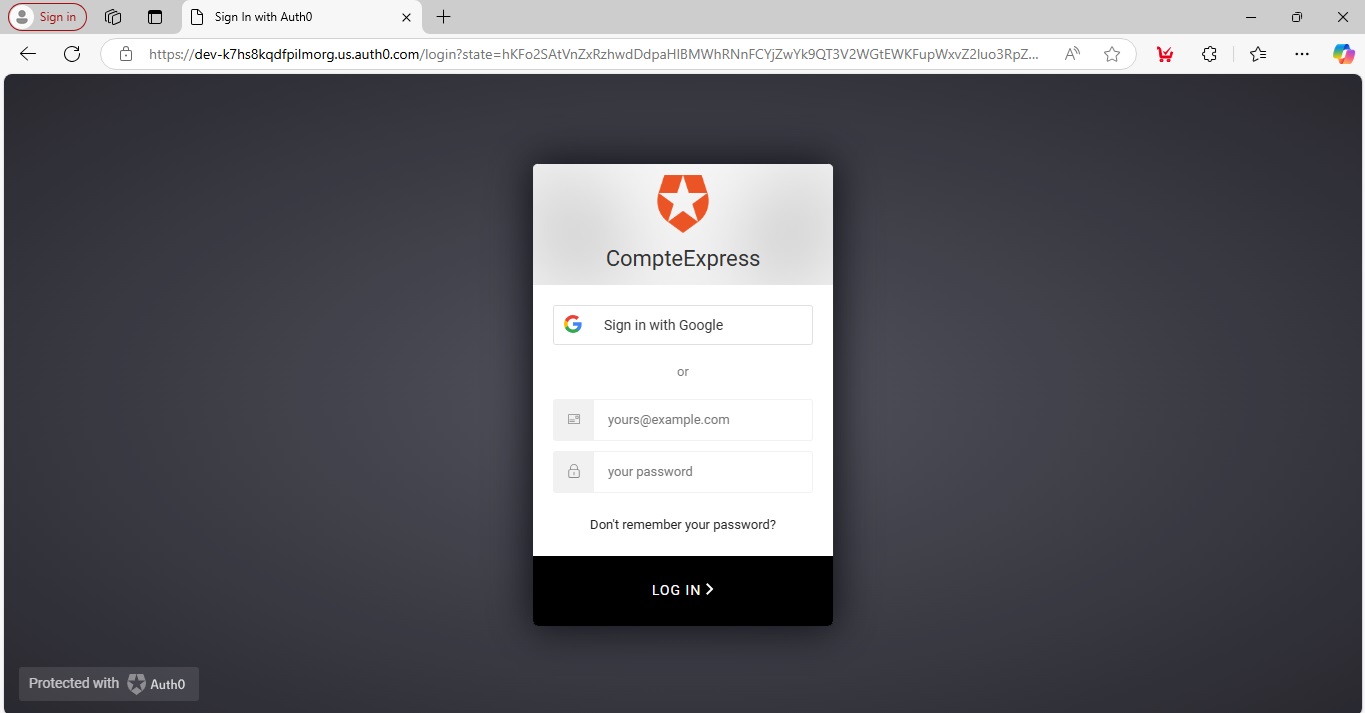 Sign in
Sign In with Auth0
https://dev-k7hs8kqdfpilmorg.us.auth0.com/login?state=hKFo2SAtVnZxRzhwdDdpaHlBMWhRNnFCYjZwYk9QT3V2WGtEWKFupWxvZ2luo3RpZ...
CompteExpress
Sign in with Google
or
yours@example.com
your password
Don't remember your password?
LOG IN
Protected with Auth0